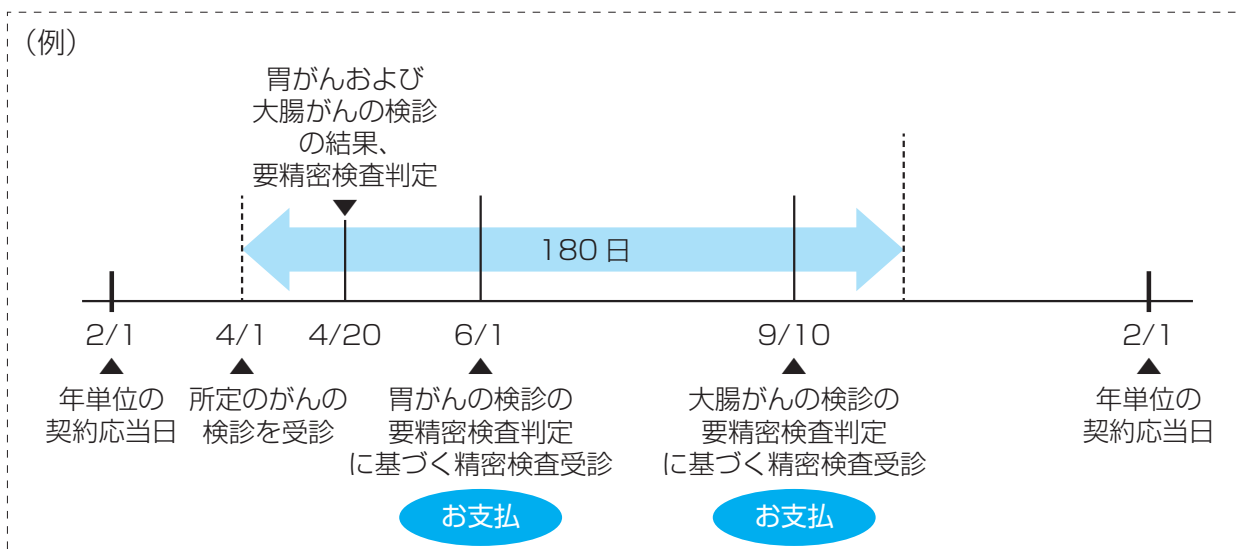 (例)
胃がんおよび
大腸がんの検診
の結果、
要精密検査判定
180日
2/1
4/1
4/20
6/1
9/10
2/1
年単位の
契約応当日
所定のがんの
検診を受診
胃がんの検診の
要精密検査判定
に基づく精密検査受診
お支払
大腸がんの検診の
要精密検査判定
に基づく精密検査受診
お支払
年単位の
契約応当日